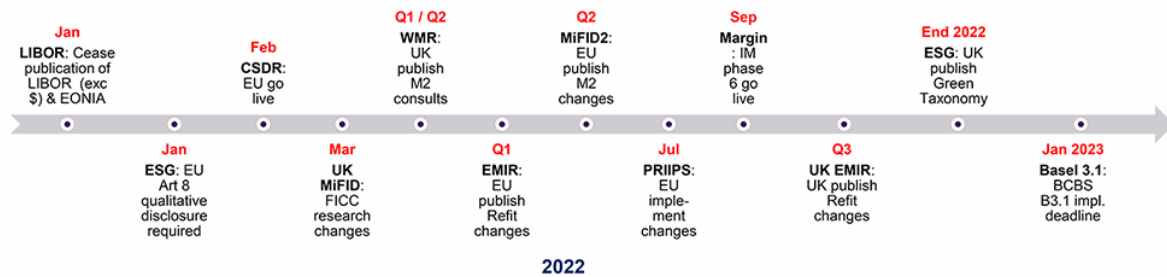 Jan
LIBOR: Cease
publication of
LIBOR (exc
$) & EONIA
Jan
ESG: EU
Art 8
qualitative
disclosure
required
Feb
CSDR:
EU go
live
Mar
UK
MiFID:
FICC
research
changes
Q1 / Q2
WMR:
UK
publish
M2
consults
Q1
EMIR:
EU
publish
Refit
changes
Q2
MiFID2:
EU
publish
M2
changes
Jul
PRIIPS:
EU
imple-
ment
changes
Sep
Margin
: IM
phase
6 go
live
Q3
UK EMIR:
UK publish
Refit
changes
End 2022
ESG: UK
publish
Green
Taxonomy
Jan 2023
Basel 3.1:
BCBS
B3.1 impl.
deadline
2022